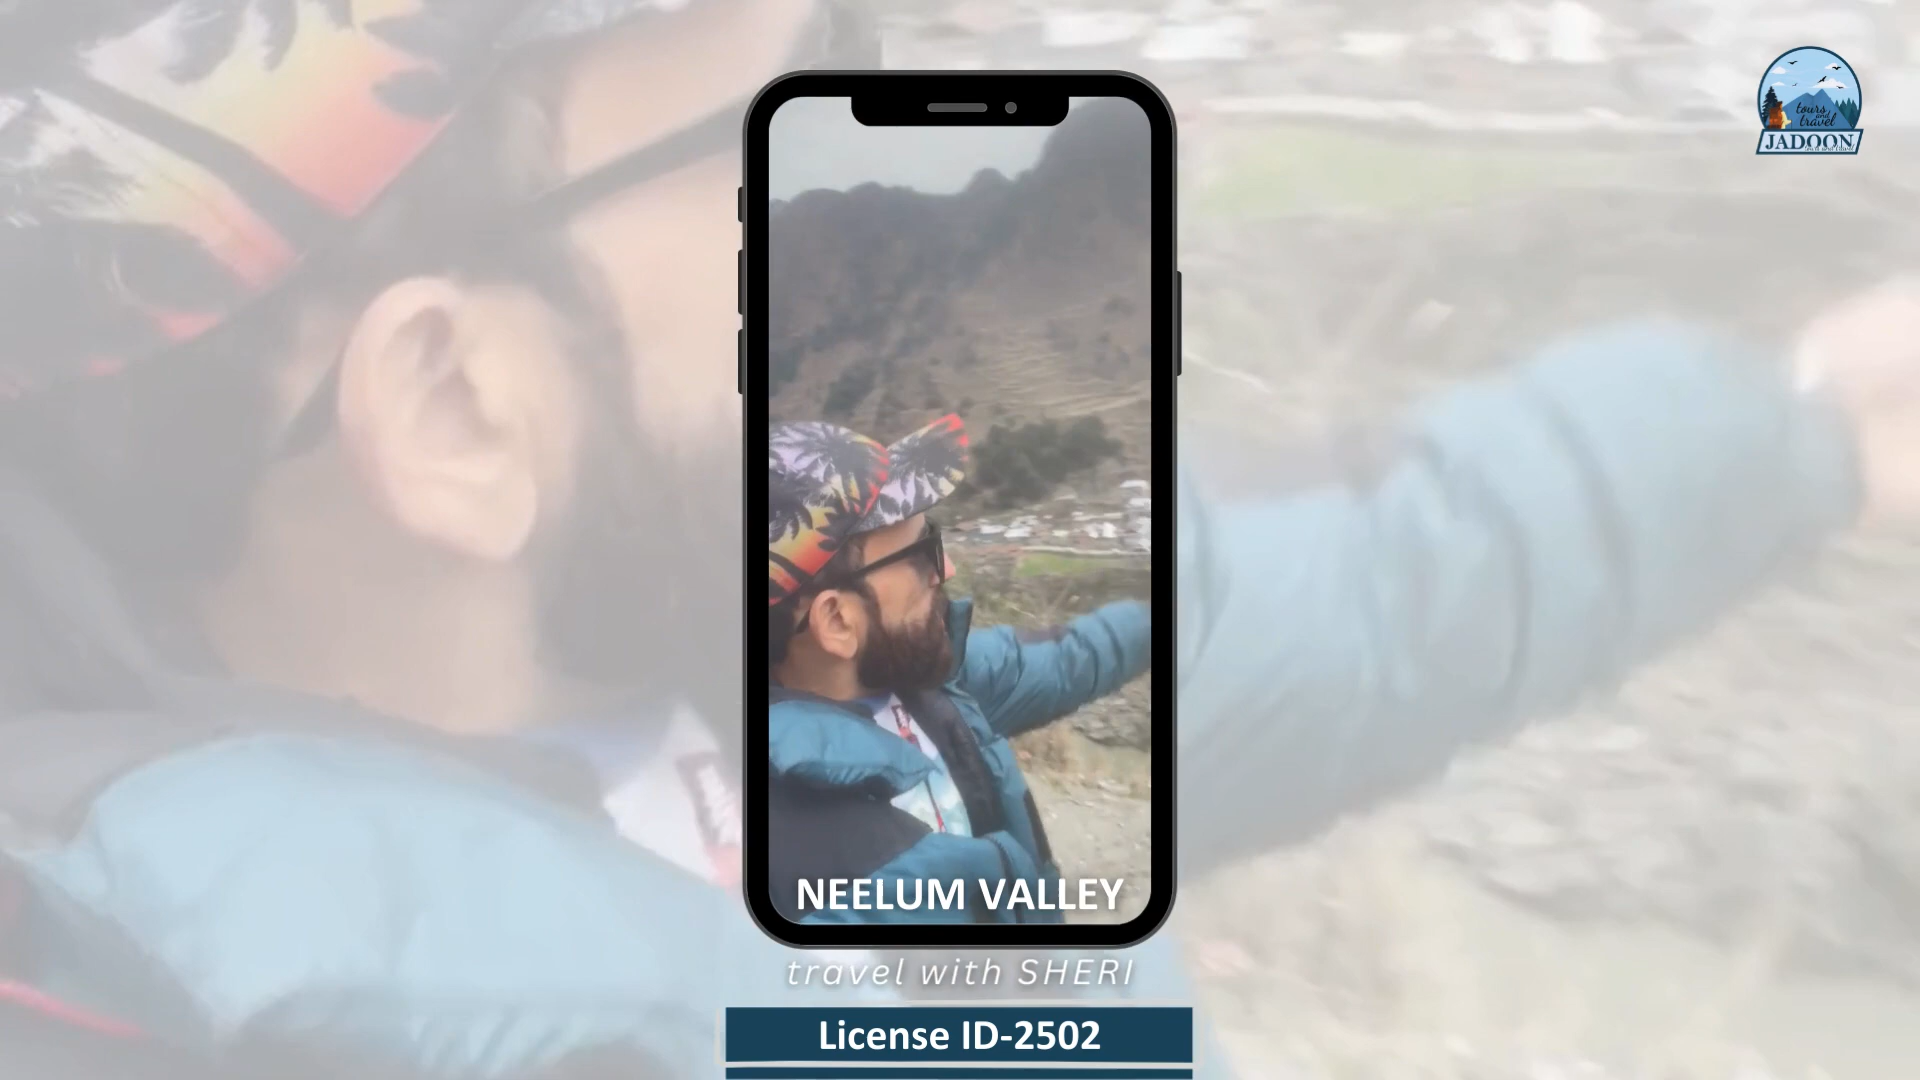 tours
and
travel
JADOON
NEELUM VALLEY
travel with SHERI
License ID-2502